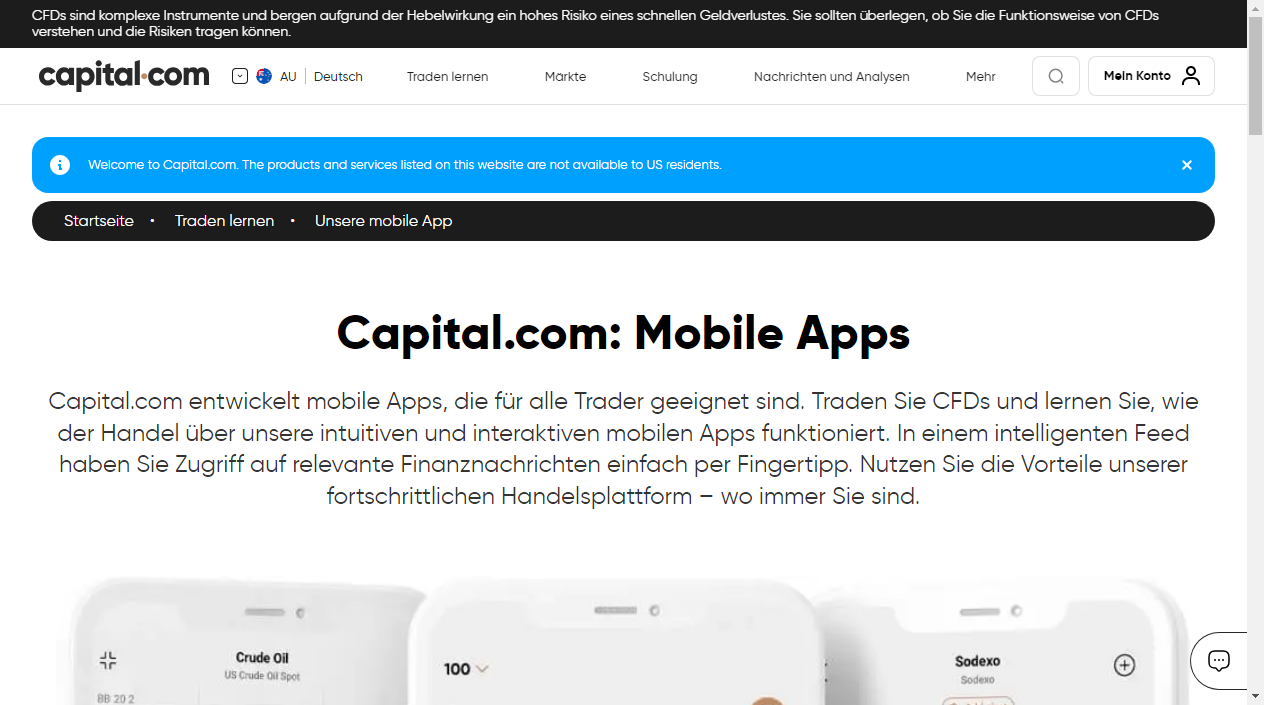 CFDs sind komplexe Instrumente und bergen aufgrund der Hebelwirkung ein hohes Risiko eines schnellen Geldverlustes. Sie sollten überlegen, ob Sie die Funktionsweise von CFDs
verstehen und die Risiken tragen können.
capital.com
AU
Deutsch
Traden lernen
Märkte
Schulung
Nachrichten und Analysen
Mehr
Mein Konto
Welcome to Capital.com. The products and services listed on this website are not available to US residents.
Startseite • Traden lernen • Unsere mobile App
Capital.com: Mobile Apps
Capital.com entwickelt mobile Apps, die für alle Trader geeignet sind. Traden Sie CFDs und lernen Sie, wie
der Handel über unsere intuitiven und interaktiven mobilen Apps funktioniert. In einem intelligenten Feed
haben Sie Zugriff auf relevante Finanznachrichten einfach per Fingertipp. Nutzen Sie die Vorteile unserer
fortschrittlichen Handelsplattform – wo immer Sie sind.
Crude Oil
US Crude Oil Spot
BB 20 2
100
Sodexo
Sodexo